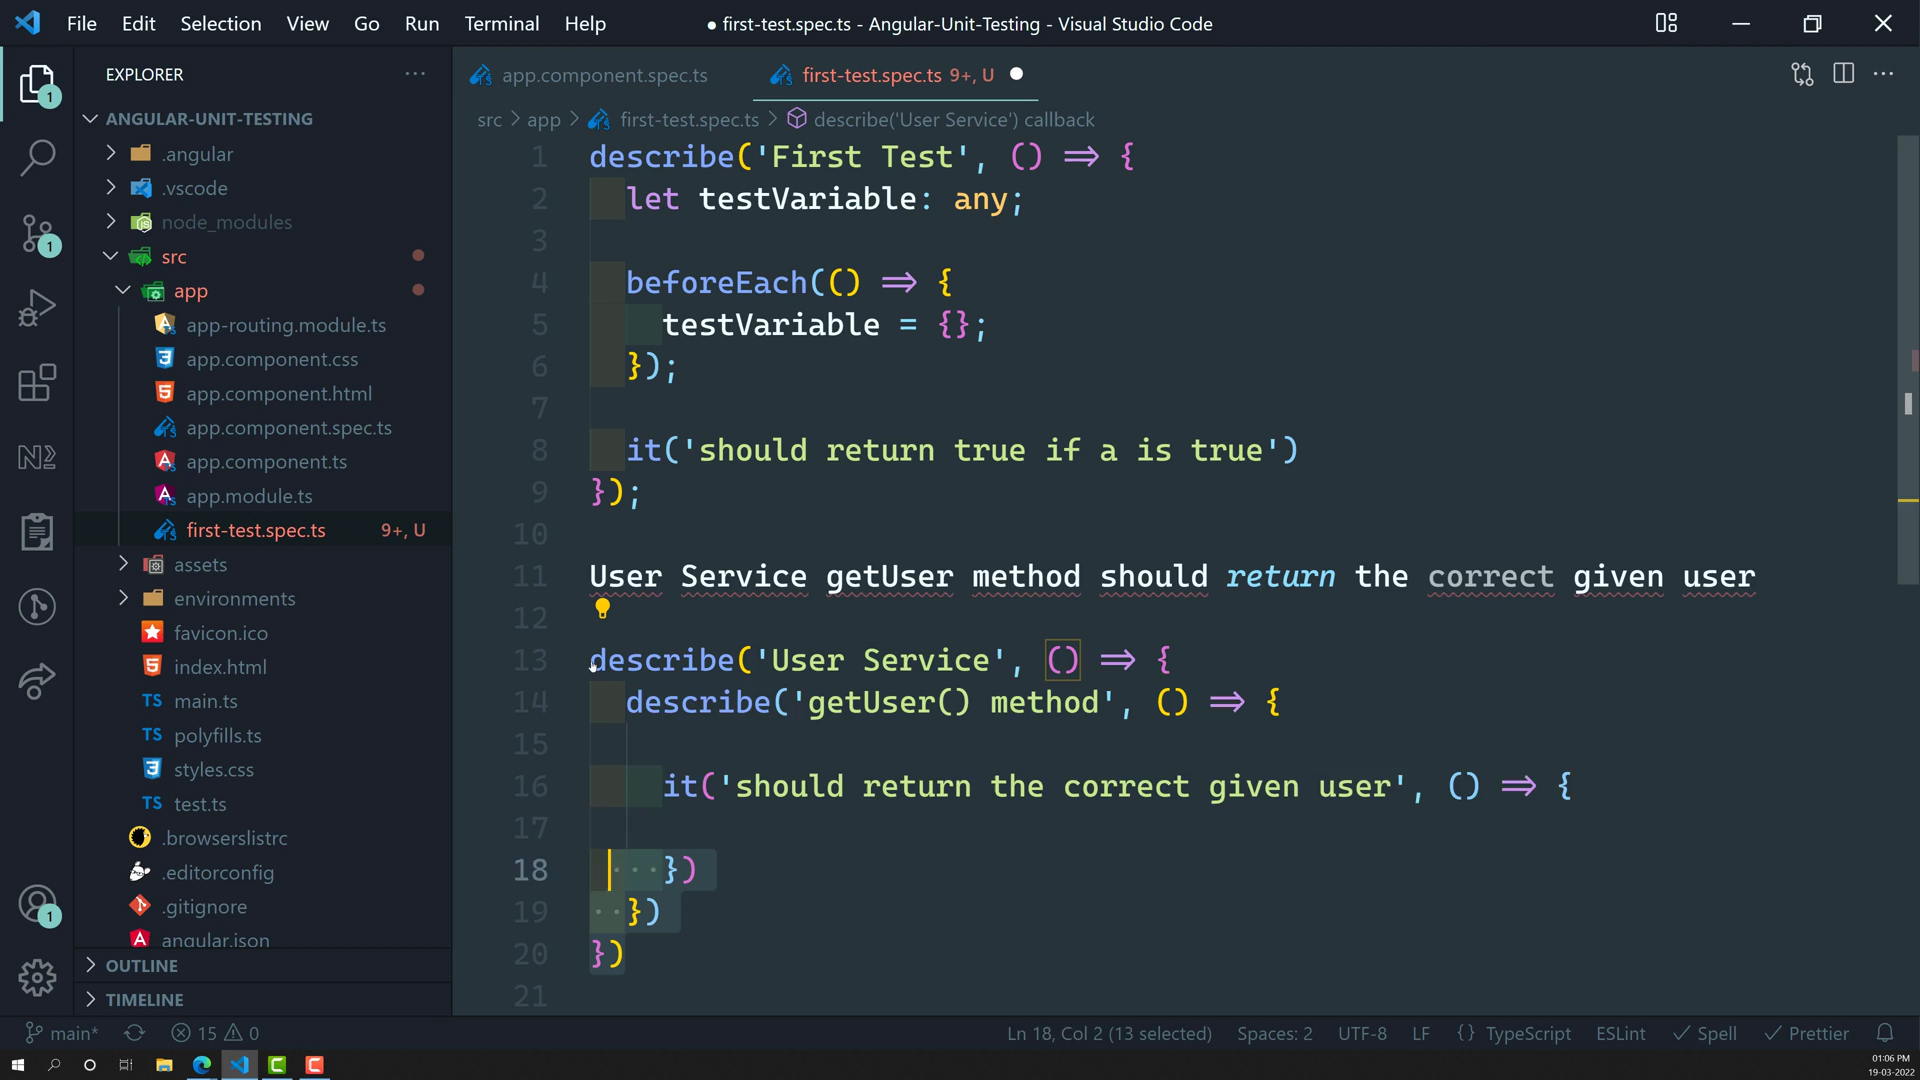 File Edit Selection View Go Run Terminal Help
● first-test.spec.ts - Angular-Unit-Testing - Visual Studio Code
EXPLORER
ANGULAR-UNIT-TESTING
.angular
.vscode
node_modules
src
app
app-routing.module.ts
app.component.css
app.component.html
app.component.spec.ts
app.component.ts
app.module.ts
first-test.spec.ts 9+, U
assets
environments
favicon.ico
index.html
main.ts
polyfills.ts
styles.css
test.ts
.browserslistrc
.editorconfig
.gitignore
angular.json
OUTLINE
TIMELINE
1
1
1
app.component.spec.ts
first-test.spec.ts 9+, U
src > app > first-test.spec.ts > describe('User Service') callback
1 describe('First Test', () => {
2 let testVariable: any;
3
4 beforeEach(() => {
5 testVariable = {};
6 });
7
8 it('should return true if a is true')
9 });
10
11 User Service getUser method should return the correct given user
12
13 describe('User Service', () => {
14 describe('getUser() method', () => {
15
16 it('should return the correct given user', () => {
17
18 })
19 })
20 })
21
main* 15 0
Ln 18, Col 2 (13 selected) Spaces: 2 UTF-8 LF {} TypeScript ESLint Spell Prettier
01:06 PM
19-03-2022